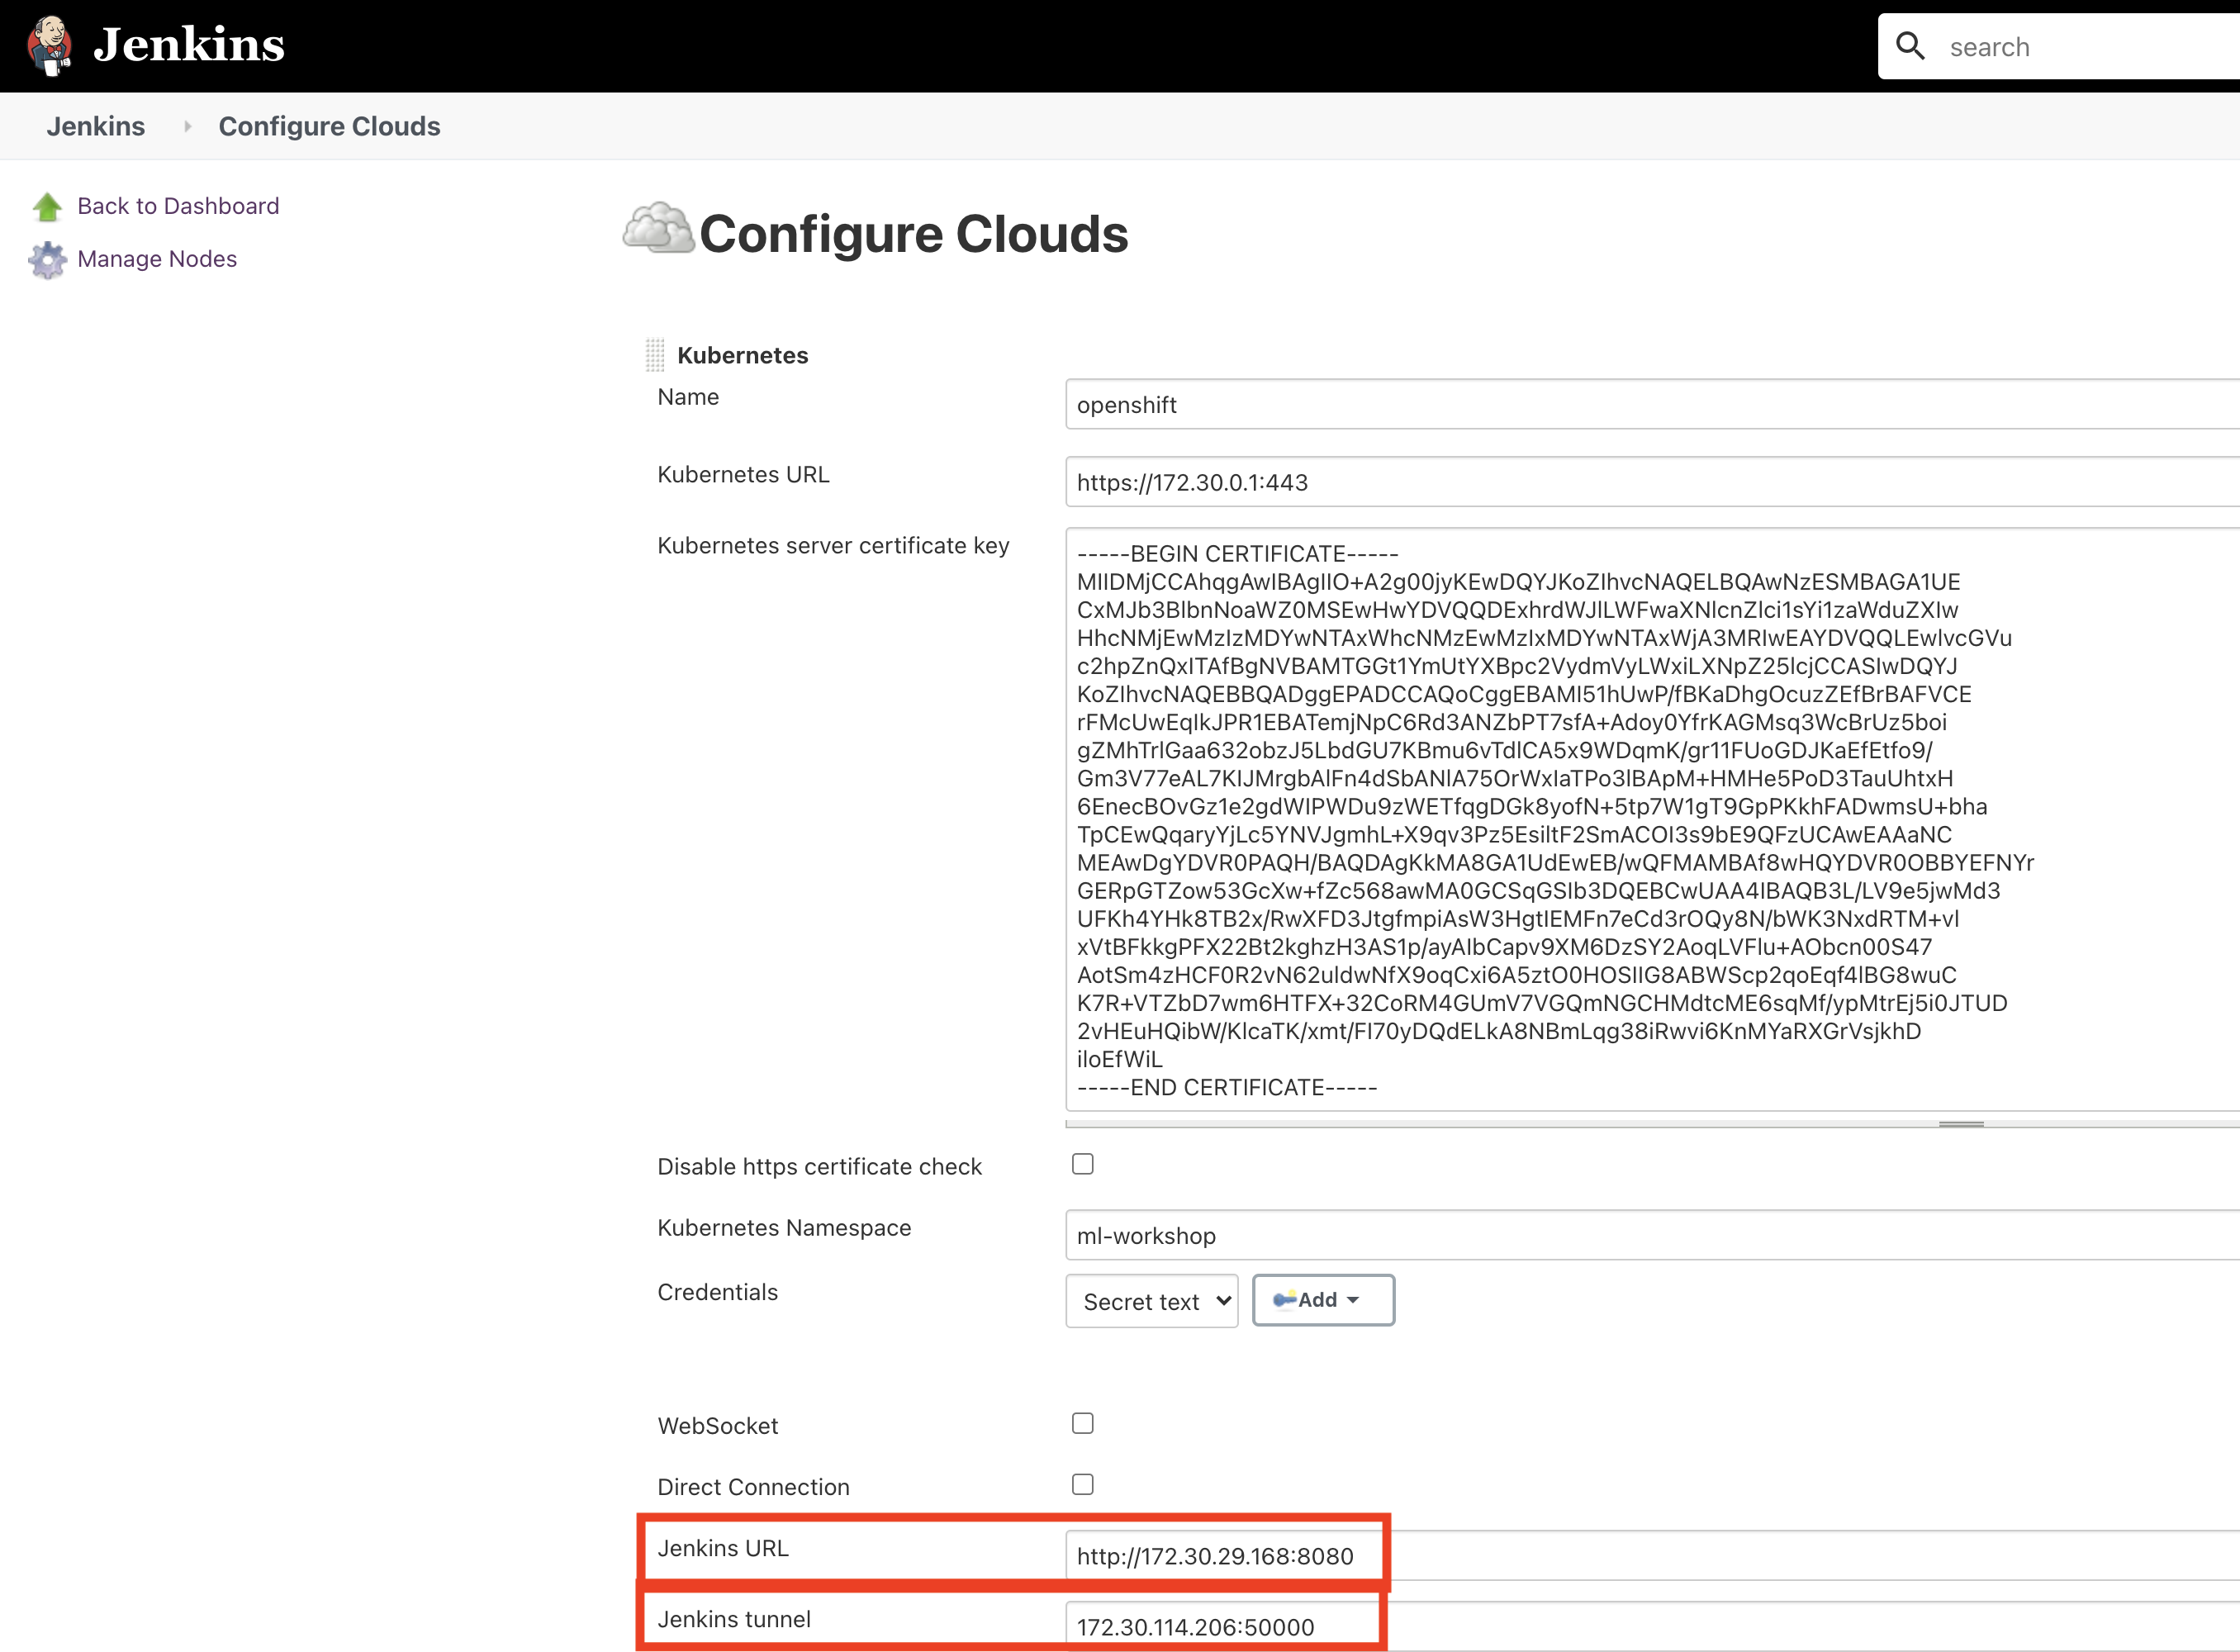 Jenkins
search
Jenkins
Configure Clouds
Back to Dashboard
Manage Nodes
Configure Clouds
Kubernetes
Name
openshift
Kubernetes URL
https://172.30.0.1:443
Kubernetes server certificate key
-----BEGIN CERTIFICATE-----
MIIDMjCCAhqgAwIBAgIIO+A2g00jyKEwDQYJKoZIhvcNAQELBQAwNzESMBAGA1UE
CxMJb3BlbnNoaWZ0MSEwHwYDVQQDExhrdWJlLWFwaXNlcnZlci1sYi1zaWduZXIw
HhcNMjEwMzIzMDYwNTAxWhcNMzEwMzIxMDYwNTAxWjA3MRIwEAYDVQQLEwlvcGVu
c2hpZnQxITAfBgNVBAMTGGt1YmUtYXBpc2VydmVyLWxiLXNpZ25lcjCCASIwDQYJ
KoZIhvcNAQEBBQADggEPADCCAQoCggEBAMI51hUwP/fBKaDhgOcuzZEfBrBAFVCE
rFMcUwEqIkJPR1EBATemjNpC6Rd3ANZbPT7sfA+Adoy0YfrKAGMsq3WcBrUz5boi
gZMhTrlGaa632obzJ5LbdGU7KBmu6vTdlCA5x9WDqmK/gr11FUoGDJKaEfEtfo9/
Gm3V77eAL7KIJMrgbAlFn4dSbANlA75OrWxIaTPo3lBApM+HMHe5PoD3TauUhtxH
6EnecBOvGz1e2gdWIPWDu9zWETfqgDGk8yofN+5tp7W1gT9GpPKkhFADwmsU+bha
TpCEwQqaryYjLc5YNVJgmhL+X9qv3Pz5EsiltF2SmACOI3s9bE9QFzUCAwEAAaNC
MEAwDgYDVR0PAQH/BAQDAgKkMA8GA1UdEwEB/wQFMAMBAf8wHQYDVR0OBBYEFNYr
GERpGTZow53GcXw+fZc568awMA0GCSqGSIb3DQEBCwUAA4IBAQB3L/LV9e5jwMd3
UFKh4YHk8TB2x/RwXFD3JtgfmpiAsW3HgtIEMFn7eCd3rOQy8N/bWK3NxdRTM+vl
xVtBFkkgPFX22Bt2kghzH3AS1p/ayAlbCapv9XM6DzSY2AoqLVFlu+AObcn00S47
AotSm4zHCF0R2vN62uldwNfX9oqCxi6A5ztO0HOSIIG8ABWScp2qoEqf4lBG8wuC
K7R+VTZbD7wm6HTFX+32CoRM4GUmV7VGQmNGCHMdtcME6sqMf/ypMtrEj5i0JTUD
2vHEuHQibW/KlcaTK/xmt/FI70yDQdELkA8NBmLqg38iRwvi6KnMYaRXGrVsjkhD
iloEfWiL
-----END CERTIFICATE-----
Disable https certificate check
Kubernetes Namespace
ml-workshop
Credentials
Secret text
Add
WebSocket
Direct Connection
Jenkins URL
http://172.30.29.168:8080
Jenkins tunnel
172.30.114.206:50000